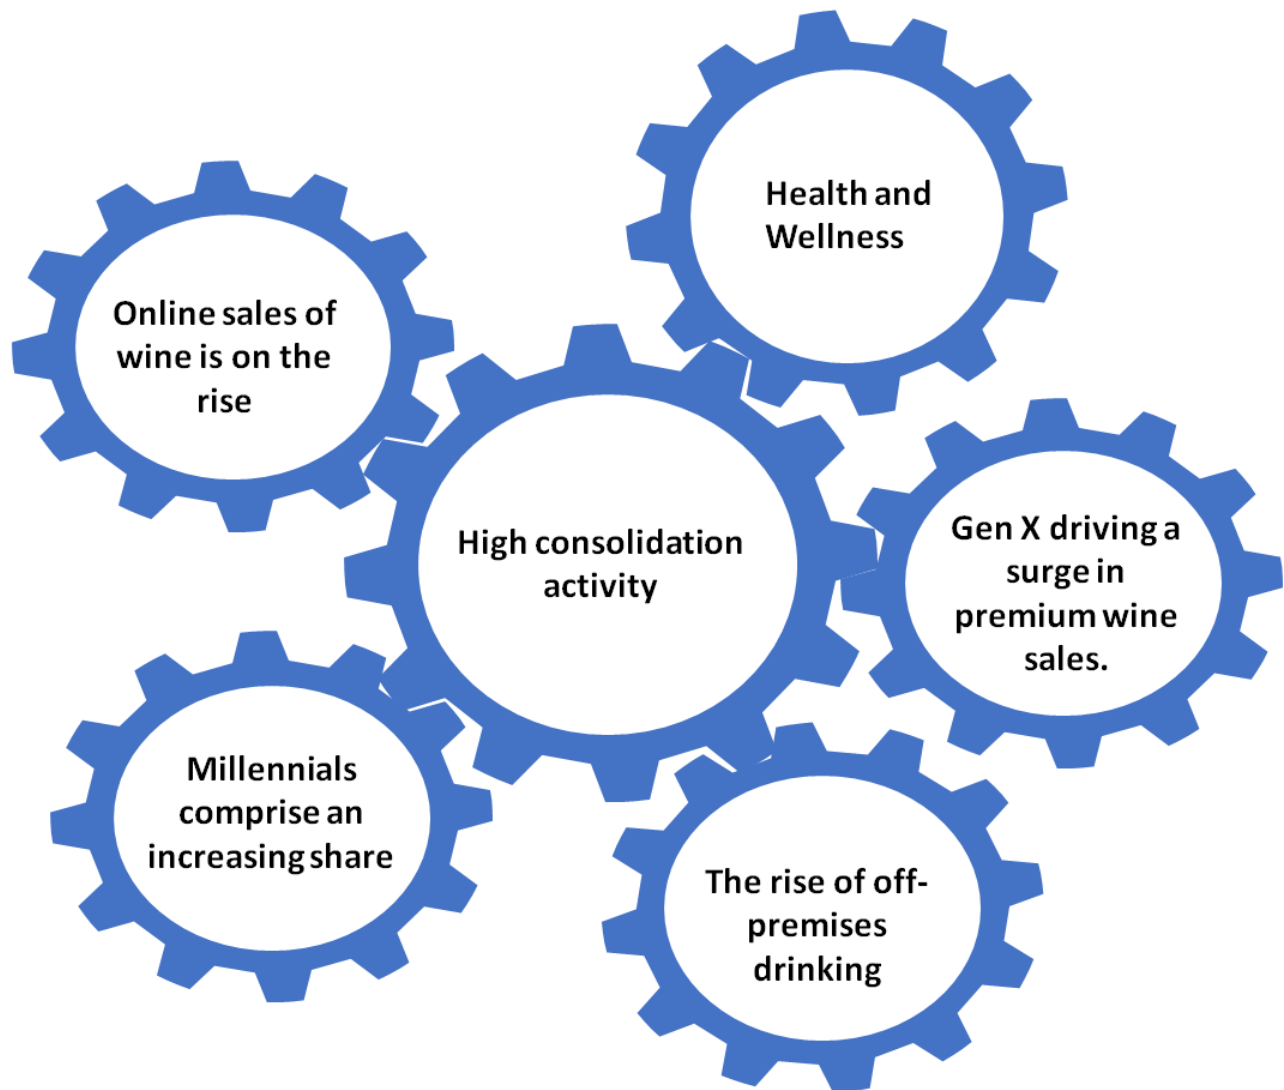 Health and
Wellness
Online sales of
wine is on the
rise
High consolidation
activity
Gen X driving a
surge in
premium wine
sales.
Millennials
comprise an
increasing share
The rise of off-
premises
drinking